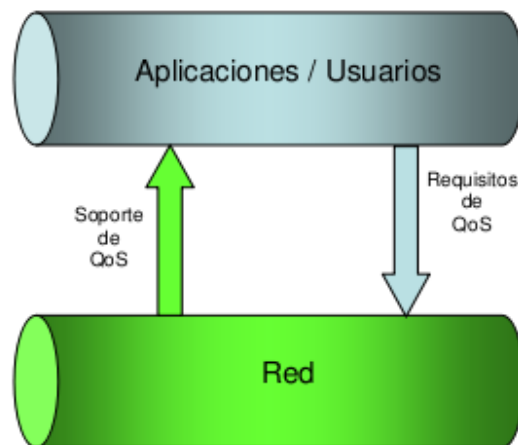 Aplicaciones / Usuarios
Soporte
de
QoS
Requisitos
de
QoS
Red